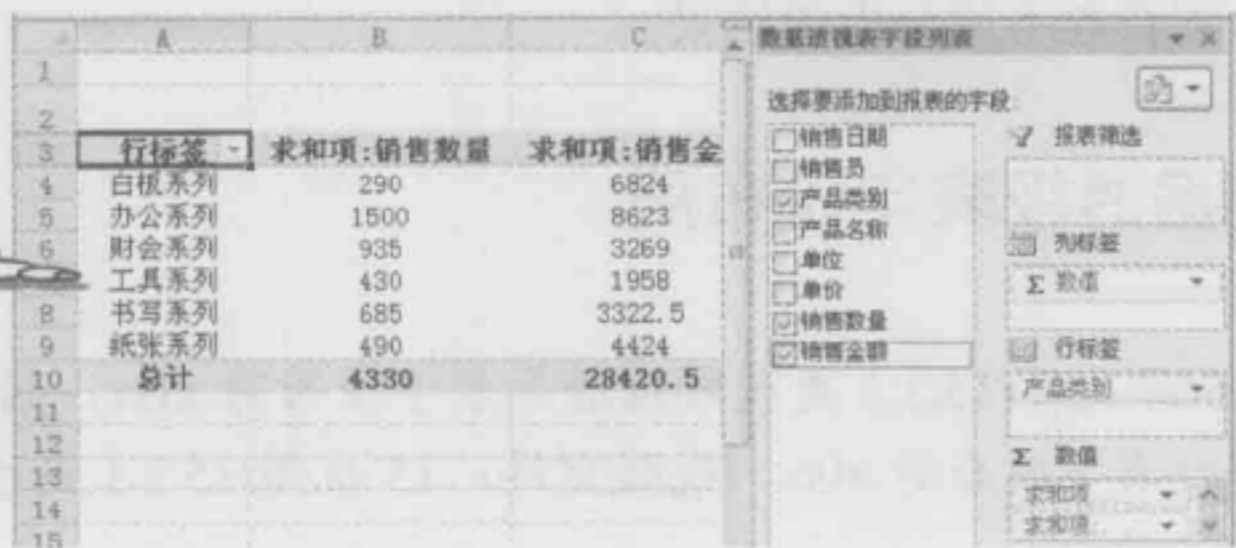 A B C
1
2
3 行标签 求和项:销售数量 求和项:销售金
4 白板系列 290 6824
5 办公系列 1500 8623
6 财会系列 935 3269
工具系列 430 1958
8 书写系列 685 3322.5
9 纸张系列 490 4424
10 总计 4330 28420.5
11
12
13
14
15
数据透视表字段列表
选择要添加到报表的字段
销售日期
销售员
产品类别
产品名称
单位
单价
销售数量
销售金额
报表筛选
列标签
Σ 数值
行标签
产品类别
Σ 数值
求和项
求和项